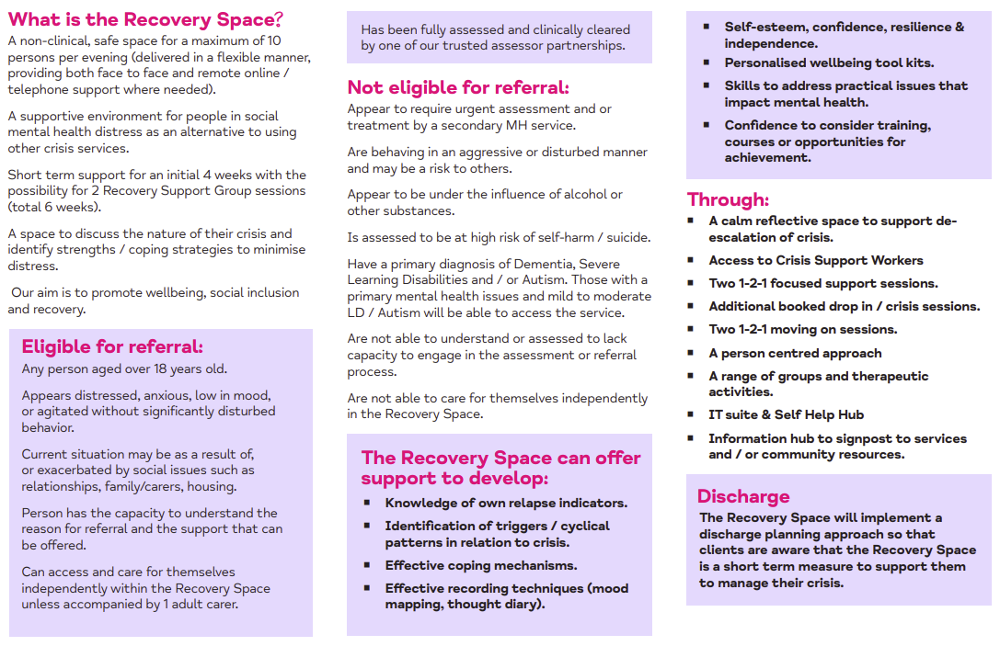 What is the Recovery Space?
A non-clinical, safe space for a maximum of 10
persons per evening (delivered in a flexible manner,
providing both face to face and remote online /
telephone support where needed).
A supportive environment for people in social
mental health distress as an alternative to using
other crisis services.
Short term support for an initial 4 weeks with the
possibility for 2 Recovery Support Group sessions
(total 6 weeks).
A space to discuss the nature of their crisis and
identify strengths / coping strategies to minimise
distress.
Our aim is to promote wellbeing, social inclusion
and recovery.
Eligible for referral:
Any person aged over 18 years old.
Appears distressed, anxious, low in mood,
or agitated without significantly disturbed
behavior.
Current situation may be as a result of,
or exacerbated by social issues such as
relationships, family/carers, housing.
Person has the capacity to understand the
reason for referral and the support that can
be offered.
Can access and care for themselves
independently within the Recovery Space
unless accompanied by 1 adult carer.
Has been fully assessed and clinically cleared
by one of our trusted assessor partnerships.
Not eligible for referral:
Appear to require urgent assessment and or
treatment by a secondary MH service.
Are behaving in an aggressive or disturbed manner
and may be a risk to others.
Appear to be under the influence of alcohol or
other substances.
Is assessed to be at high risk of self-harm / suicide.
Have a primary diagnosis of Dementia, Severe
Learning Disabilities and / or Autism. Those with a
primary mental health issues and mild to moderate
LD / Autism will be able to access the service.
Are not able to understand or assessed to lack
capacity to engage in the assessment or referral
process.
Are not able to care for themselves independently
in the Recovery Space.
The Recovery Space can offer
support to develop:
▪ Knowledge of own relapse indicators.
▪ Identification of triggers / cyclical
patterns in relation to crisis.
▪ Effective coping mechanisms.
▪ Effective recording techniques (mood
mapping, thought diary).
▪ Self-esteem, confidence, resilience &
independence.
▪ Personalised wellbeing tool kits.
▪ Skills to address practical issues that
impact mental health.
▪ Confidence to consider training,
courses or opportunities for
achievement.
Through:
▪ A calm reflective space to support de-
escalation of crisis.
▪ Access to Crisis Support Workers
▪ Two 1-2-1 focused support sessions.
▪ Additional booked drop in / crisis sessions.
▪ Two 1-2-1 moving on sessions.
▪ A person centred approach
▪ A range of groups and therapeutic
activities.
▪ IT suite & Self Help Hub
▪ Information hub to signpost to services
and / or community resources.
Discharge
The Recovery Space will implement a
discharge planning approach so that
clients are aware that the Recovery Space
is a short term measure to support them
to manage their crisis.